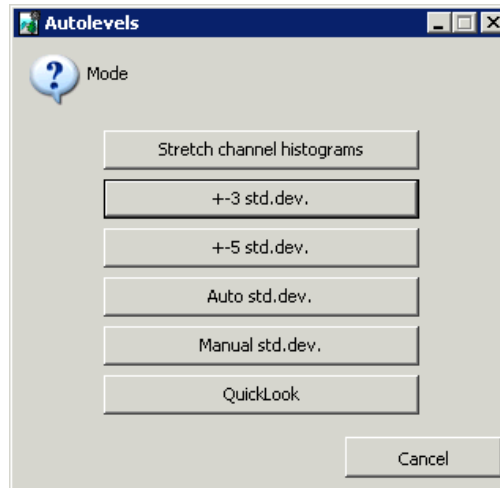 Autolevels
Mode
Stretch channel histograms
+-3 std.dev.
+-5 std.dev.
Auto std.dev.
Manual std.dev.
QuickLook
Cancel